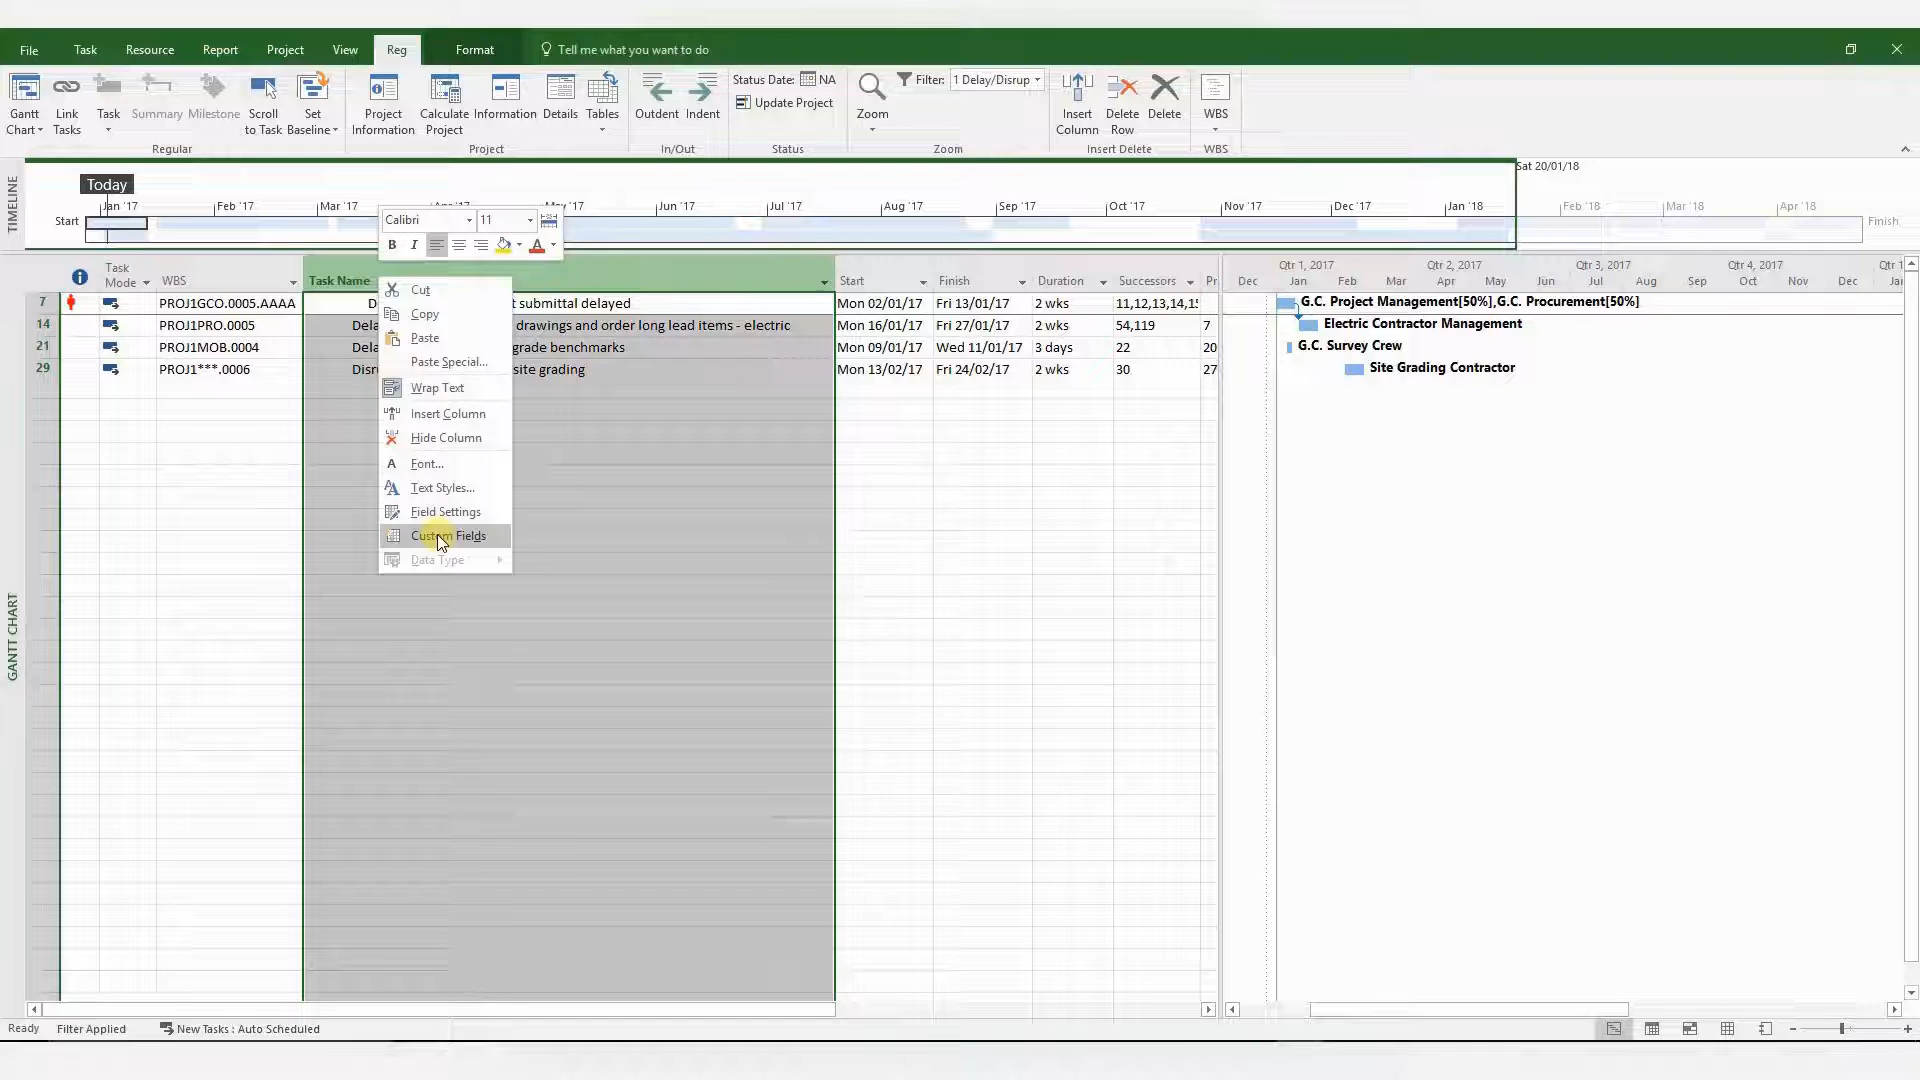 File Task Resource Report Project View Reg Format Tell me what you want to do
Gantt Chart
Link Tasks
Task
Summary
Milestone
Scroll to Task
Set Baseline
Regular
Project Information
Calculate Project
Information
Details
Tables
Project
Outdent
Indent
In/Out
Status Date: NA
Update Project
Status
Zoom
Filter: 1 Delay/Disrup
Zoom
Insert Column
Delete Row
Delete
Insert Delete
WBS
WBS
TIMELINE
Today
Sat 20/01/18
Jan '17 Feb '17 Mar '17 Jun '17 Jul '17 Aug '17 Sep '17 Oct '17 Nov '17 Dec '17 Jan '18 Feb '18 Mar '18 Apr '18
Start
Finish
Calibri 11
B I A
GANTT CHART
Task Mode WBS Task Name Start Finish Duration Successors Pr
7 PROJ1GCO.0005.AAAA D t submittal delayed Mon 02/01/17 Fri 13/01/17 2 wks 11,12,13,14,15
14 PROJ1PRO.0005 Dela drawings and order long lead items - electric Mon 16/01/17 Fri 27/01/17 2 wks 54,119 7
21 PROJ1MOB.0004 Dela grade benchmarks Mon 09/01/17 Wed 11/01/17 3 days 22 20
29 PROJ1***.0006 Disru site grading Mon 13/02/17 Fri 24/02/17 2 wks 30 27
Cut
Copy
Paste
Paste Special...
Wrap Text
Insert Column
Hide Column
Font...
Text Styles...
Field Settings
Custom Fields
Data Type
Qtr 1, 2017 Qtr 2, 2017 Qtr 3, 2017 Qtr 4, 2017 Qtr 1
Dec Jan Feb Mar Apr May Jun Jul Aug Sep Oct Nov Dec Jan
G.C. Project Management[50%],G.C. Procurement[50%]
Electric Contractor Management
G.C. Survey Crew
Site Grading Contractor
Ready Filter Applied New Tasks : Auto Scheduled